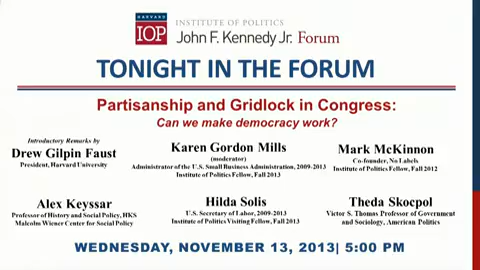 HARVARD
IOP
INSTITUTE OF POLITICS
John F. Kennedy Jr. Forum
TONIGHT IN THE FORUM
Partisanship and Gridlock in Congress:
Can we make democracy work?
Introductory Remarks by
Drew Gilpin Faust
President, Harvard University
Karen Gordon Mills
(moderator)
Administrator of the U.S. Small Business Administration, 2009-2013
Institute of Politics Fellow, Fall 2013
Mark McKinnon
Co-founder, No Labels
Institute of Politics Fellow, Fall 2012
Alex Keyssar
Professor of History and Social Policy, HKS
Malcolm Wiener Center for Social Policy
Hilda Solis
U.S. Secretary of Labor, 2009-2013
Institute of Politics Visiting Fellow, Fall 2013
Theda Skocpol
Victor S. Thomas Professor of Government
and Sociology, American Politics
WEDNESDAY, NOVEMBER 13, 2013| 5:00 PM